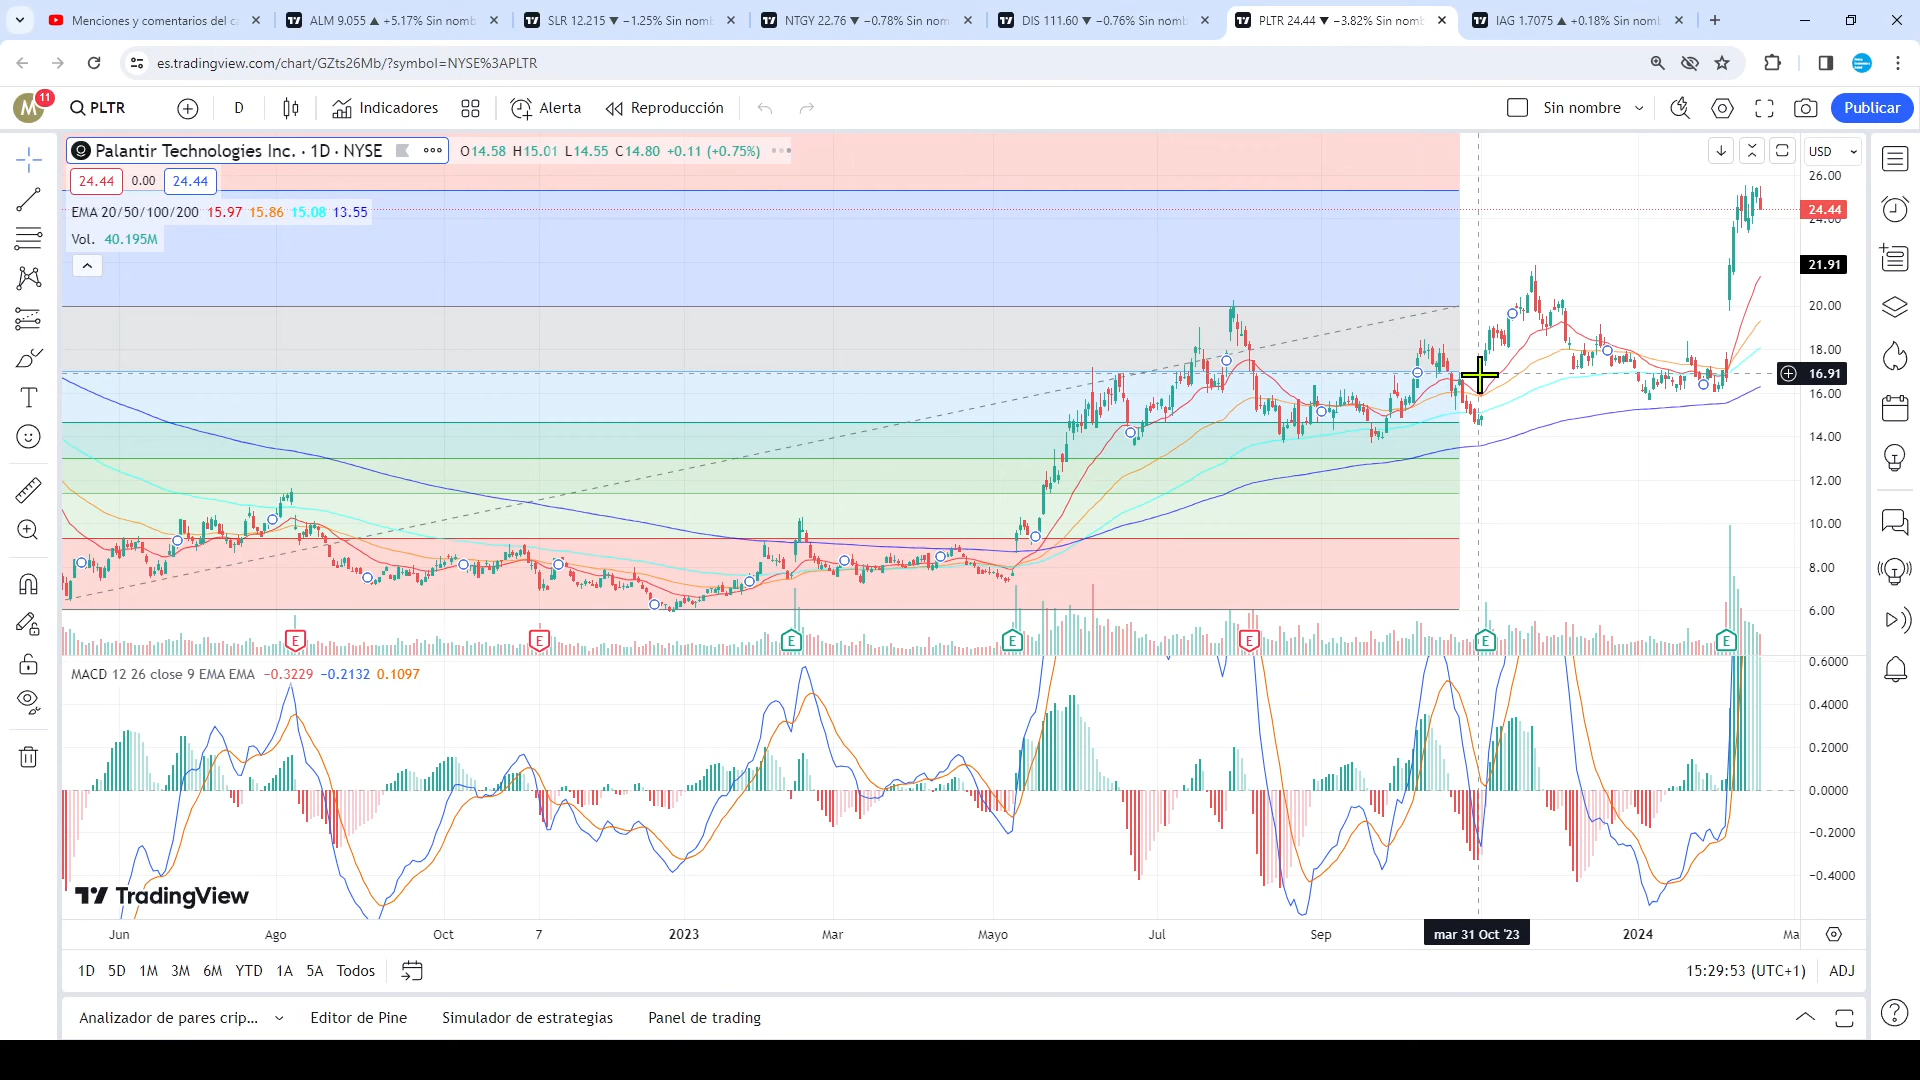 Menciones y comentarios del c
ALM 9.055 ▲ +5.17% Sin nomb
SLR 12.215 ▼ −1.25% Sin nomb
NTGY 22.76 ▼ −0.78% Sin nom
DIS 111.60 ▼ −0.76% Sin nomb
PLTR 24.44 ▼ −3.82% Sin nomb
IAG 1.7075 ▲ +0.18% Sin nomb
es.tradingview.com/chart/GZts26Mb/?symbol=NYSE%3APLTR
M 11
PLTR
D
Indicadores
Alerta
Reproducción
Sin nombre
Publicar
Palantir Technologies Inc. · 1D · NYSE
O14.58 H15.01 L14.55 C14.80 +0.11 (+0.75%)
USD
24.44 0.00 24.44
EMA 20/50/100/200 15.97 15.86 15.08 13.55
Vol. 40.195M
26.00
24.44
24.00
21.91
20.00
18.00
16.91
16.00
14.00
12.00
10.00
8.00
6.00
E E E E E E E
MACD 12 26 close 9 EMA EMA −0.3229 −0.2132 0.1097
0.6000
0.4000
0.2000
0.0000
−0.2000
−0.4000
TradingView
Jun Ago Oct 7 2023 Mar Mayo Jul Sep mar 31 Oct '23 2024 Ma
1D 5D 1M 3M 6M YTD 1A 5A Todos
15:29:53 (UTC+1) ADJ
Analizador de pares crip... Editor de Pine Simulador de estrategias Panel de trading